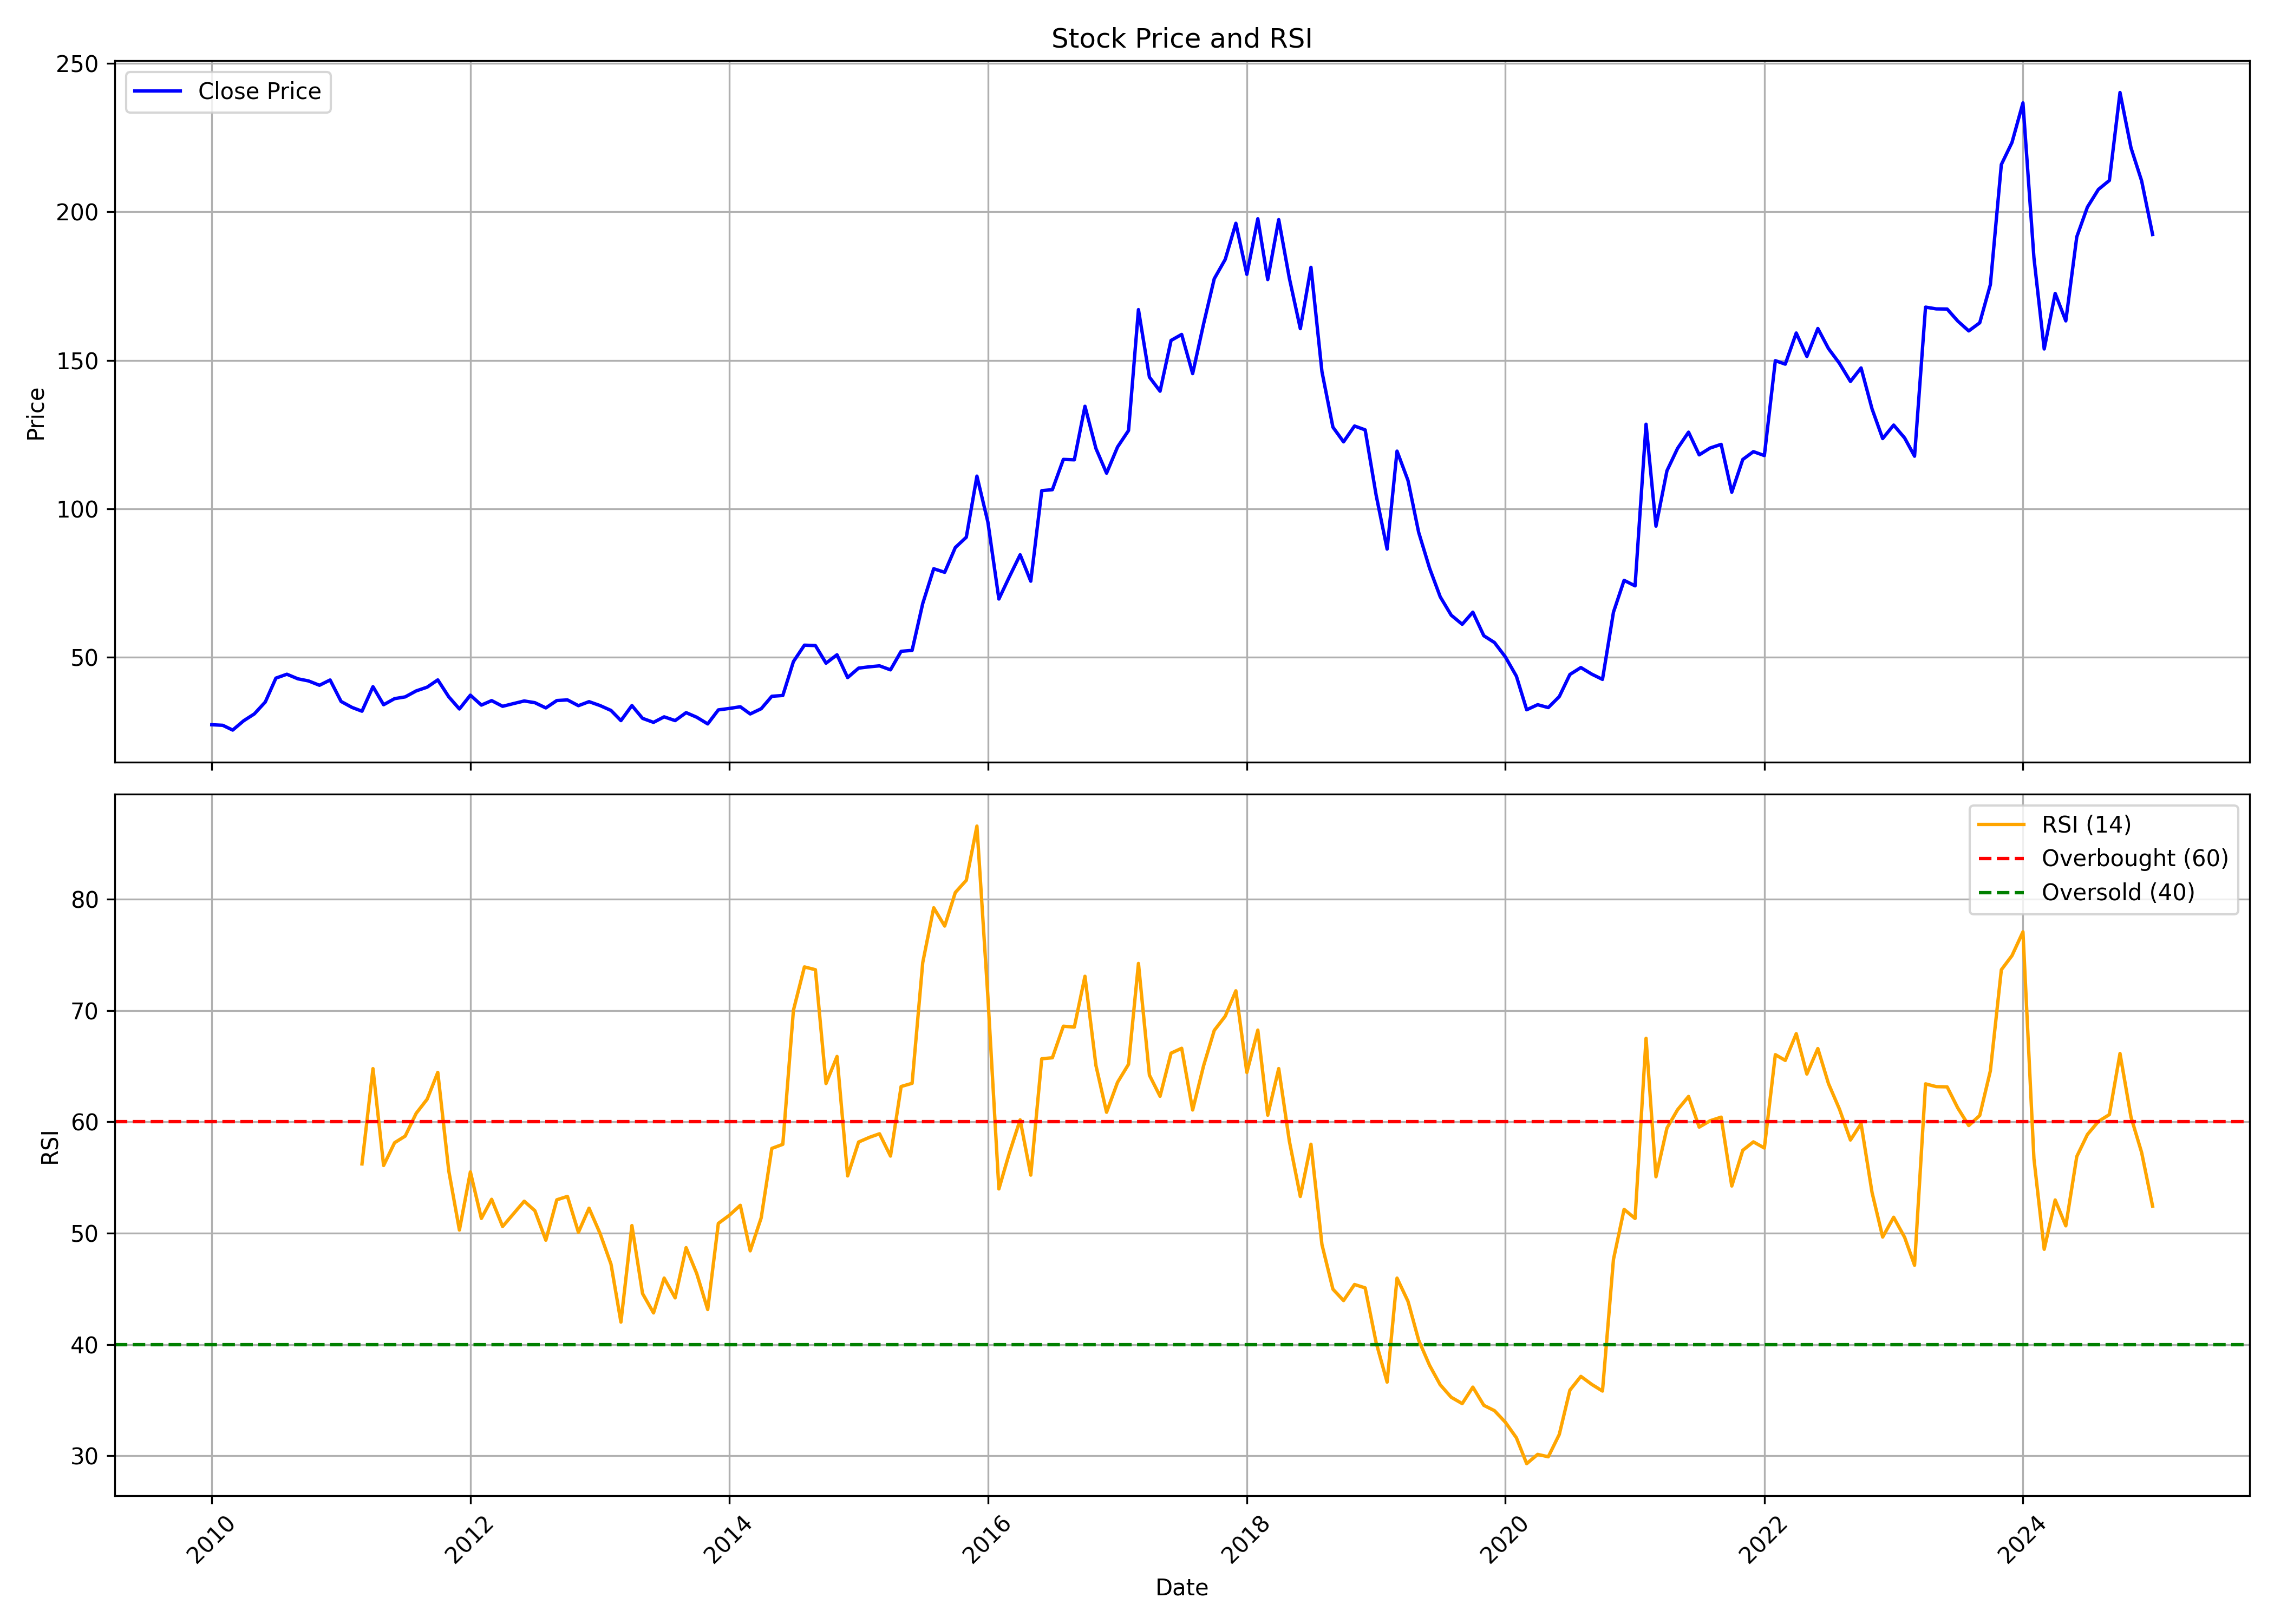 Stock Price and RSI
250
200
150
100
50
Price
Close Price
80
70
60
50
40
30
RSI
RSI (14)
Overbought (60)
Oversold (40)
2010
2012
2014
2016
2018
2020
2022
2024
Date